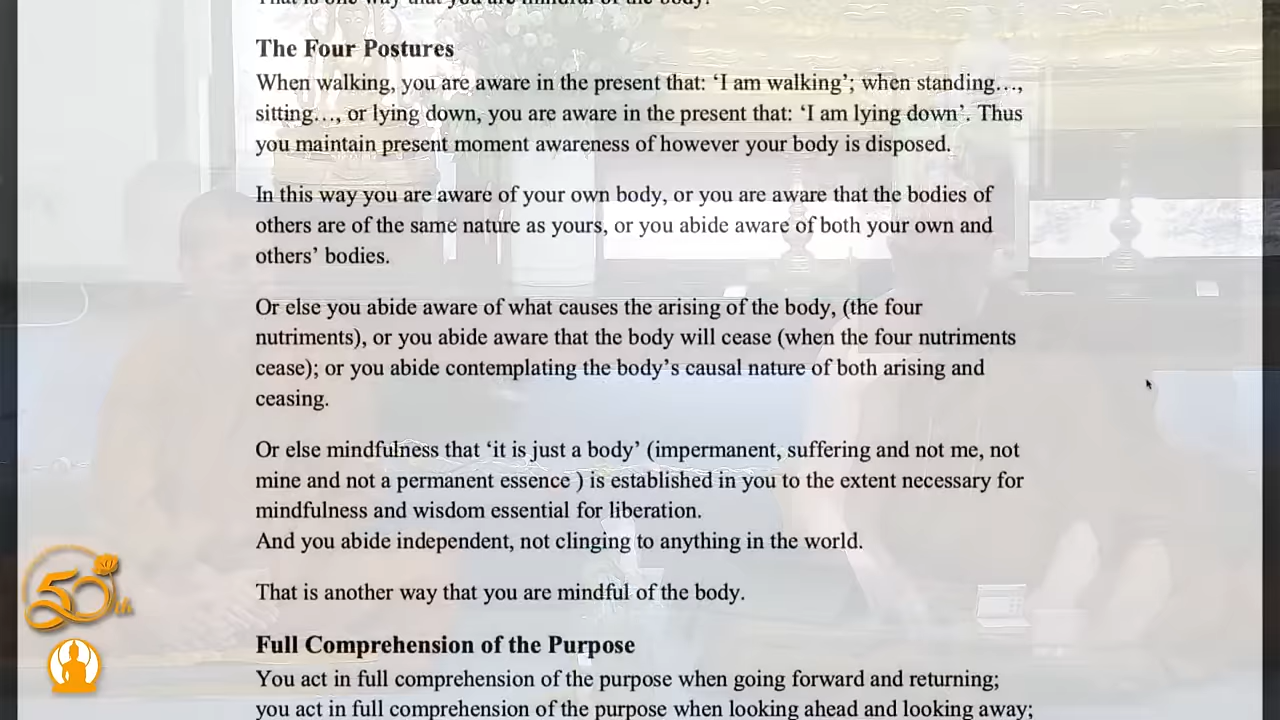 The Four Postures
When walking, you are aware in the present that: ‘I am walking’; when standing…,
sitting…, or lying down, you are aware in the present that: ‘I am lying down’. Thus
you maintain present moment awareness of however your body is disposed.
In this way you are aware of your own body, or you are aware that the bodies of
others are of the same nature as yours, or you abide aware of both your own and
others’ bodies.
Or else you abide aware of what causes the arising of the body, (the four
nutriments), or you abide aware that the body will cease (when the four nutriments
cease); or you abide contemplating the body’s causal nature of both arising and
ceasing.
Or else mindfulness that ‘it is just a body’ (impermanent, suffering and not me, not
mine and not a permanent essence ) is established in you to the extent necessary for
mindfulness and wisdom essential for liberation.
And you abide independent, not clinging to anything in the world.
That is another way that you are mindful of the body.
Full Comprehension of the Purpose
You act in full comprehension of the purpose when going forward and returning;
you act in full comprehension of the purpose when looking ahead and looking away;
50th